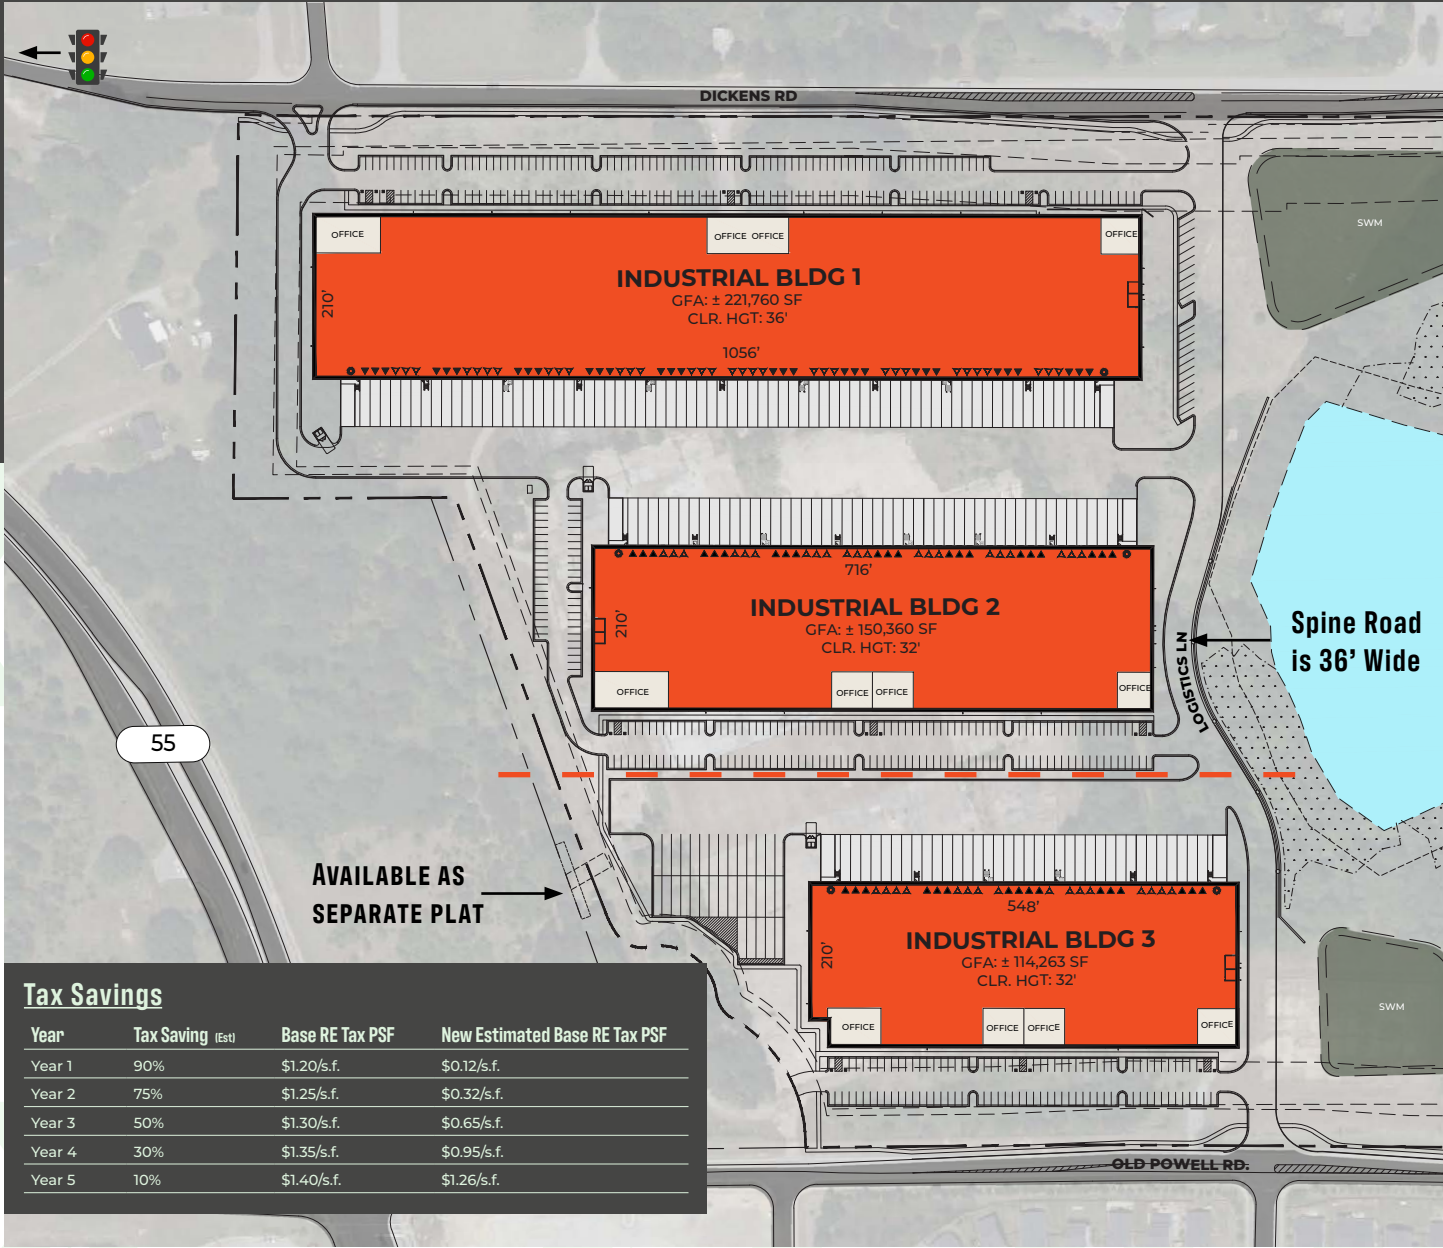 DICKENS RD
SWM
OFFICE
OFFICE OFFICE
OFFICE
INDUSTRIAL BLDG 1
GFA: ± 221,760 SF
CLR. HGT: 36'
210'
1056’
716’
INDUSTRIAL BLDG 2
GFA: ± 150,360 SF
CLR. HGT: 32'
210'
OFFICE
OFFICE OFFICE
OFFICE
LOGISTICS LN
Spine Road
is 36’ Wide
55
AVAILABLE AS
SEPARATE PLAT
548’
INDUSTRIAL BLDG 3
GFA: ± 114,263 SF
CLR. HGT: 32'
210'
OFFICE
OFFICE OFFICE
OFFICE
SWM
OLD POWELL RD.
Tax Savings
Year Tax Saving (Est) Base RE Tax PSF New Estimated Base RE Tax PSF
Year 1 90% $1.20/s.f. $0.12/s.f.
Year 2 75% $1.25/s.f. $0.32/s.f.
Year 3 50% $1.30/s.f. $0.65/s.f.
Year 4 30% $1.35/s.f. $0.95/s.f.
Year 5 10% $1.40/s.f. $1.26/s.f.